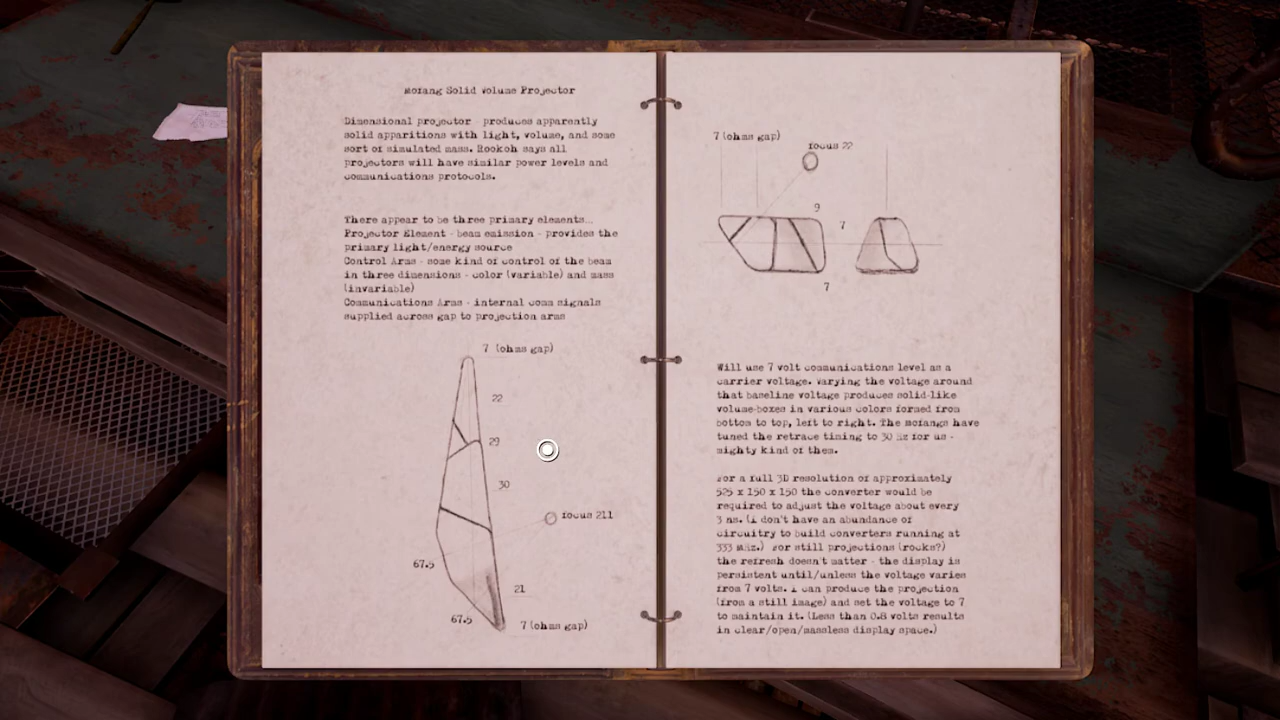 Mofang Solid Volume Projector
Dimensional projector - produces apparently
solid apparitions with light, volume, and some
sort of simulated mass. Rookoh says all
projectors will have similar power levels and
communications protocols.
There appear to be three primary elements...
Projector Element - beam emission - provides the
primary light/energy source
Control Arms - some kind of control of the beam
in three dimensions - color (variable) and mass
(invariable)
Communications Arms - internal comm signals
supplied across gap to projection arms
7 (ohms gap)
22
29
30
focus 211
67.5
21
67.5
7 (ohms gap)
7 (ohms gap)
focus 22
9
7
7
Will use 7 volt communications level as a
carrier voltage. Varying the voltage around
that baseline voltage produces solid-like
volume-boxes in various colors formed from
bottom to top, left to right. The mofangs have
tuned the retrace timing to 30 Hz for us -
mighty kind of them.
For a full 3D resolution of approximately
525 x 150 x 150 the converter would be
required to adjust the voltage about every
3 ns. (I don't have an abundance of
circuitry to build converters running at
333 MHz.) For still projections (rocks?)
the refresh doesn't matter - the display is
persistent until/unless the voltage varies
from 7 volts. I can produce the projection
(from a still image) and set the voltage to 7
to maintain it. (Less than 0.8 volts results
in clear/open/massless display space.)